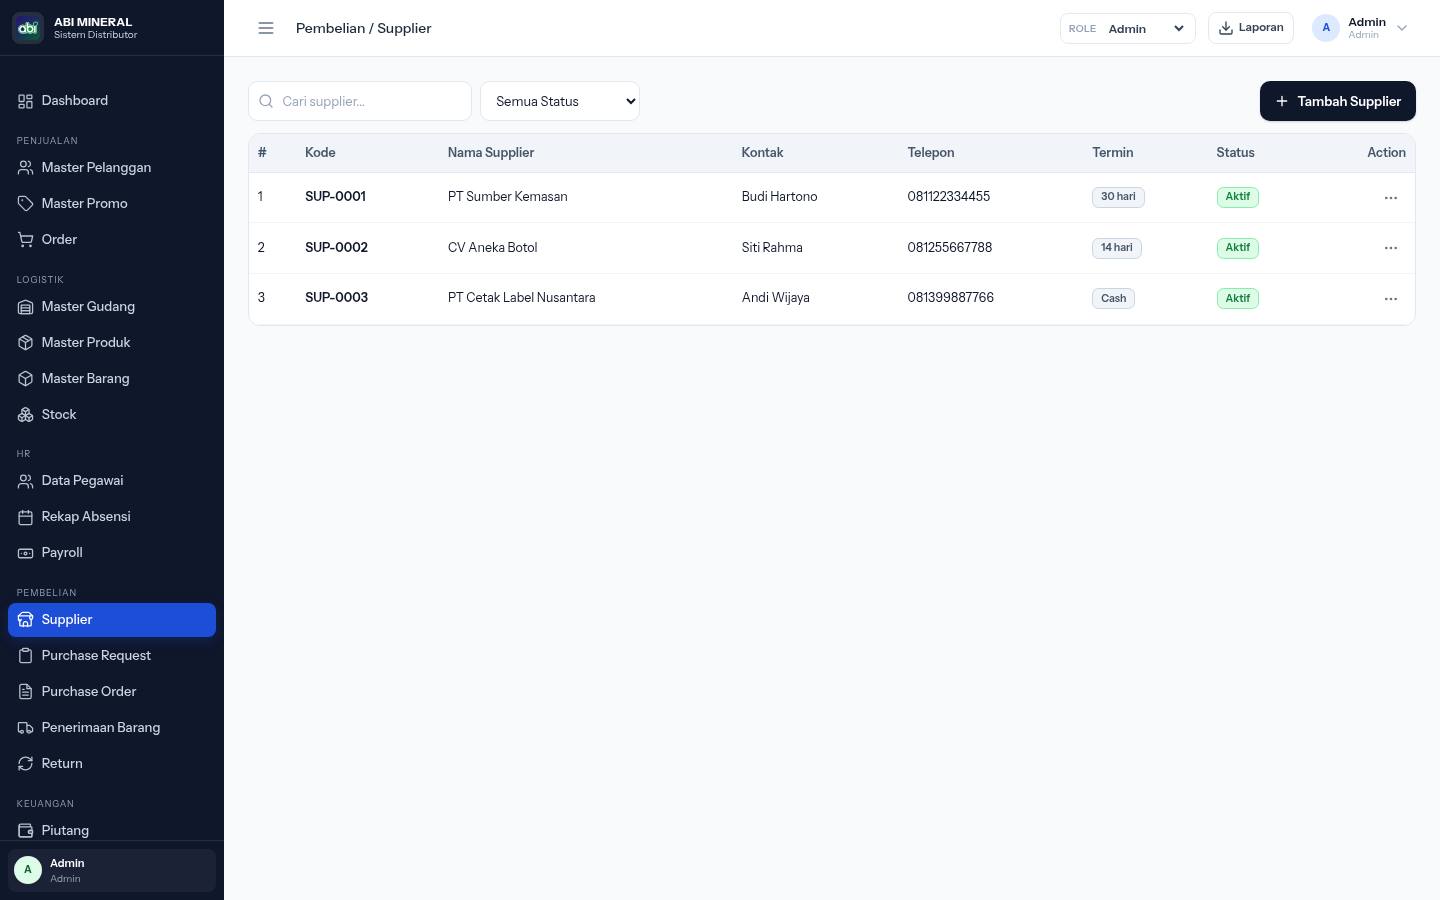 abi
ABI MINERAL
Sistem Distributor
Dashboard
PENJUALAN
Master Pelanggan
Master Promo
Order
LOGISTIK
Master Gudang
Master Produk
Master Barang
Stock
HR
Data Pegawai
Rekap Absensi
Payroll
PEMBELIAN
Supplier
Purchase Request
Purchase Order
Penerimaan Barang
Return
KEUANGAN
Piutang
A
Admin
Admin
Pembelian / Supplier
ROLE Admin
Laporan
A
Admin
Admin
Cari supplier...
Semua Status
Tambah Supplier
# Kode Nama Supplier Kontak Telepon Termin Status Action
1 SUP-0001 PT Sumber Kemasan Budi Hartono 081122334455 30 hari Aktif ...
2 SUP-0002 CV Aneka Botol Siti Rahma 081255667788 14 hari Aktif ...
3 SUP-0003 PT Cetak Label Nusantara Andi Wijaya 081399887766 Cash Aktif ...